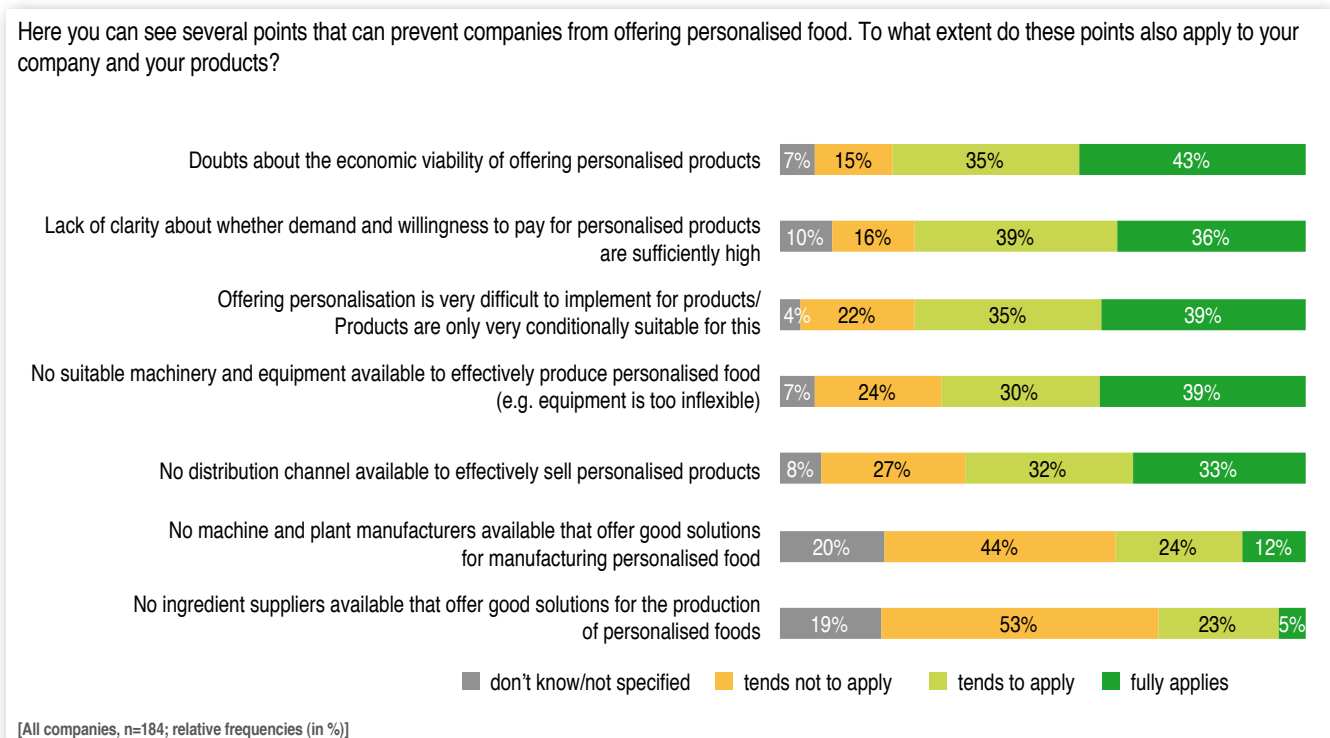 Here you can see several points that can prevent companies from offering personalised food. To what extent do these points also apply to your
company and your products?
Doubts about the economic viability of offering personalised products
7% 15% 35% 43%
Lack of clarity about whether demand and willingness to pay for personalised products
are sufficiently high
10% 16% 39% 36%
Offering personalisation is very difficult to implement for products/
Products are only very conditionally suitable for this
4% 22% 35% 39%
No suitable machinery and equipment available to effectively produce personalised food
(e.g. equipment is too inflexible)
7% 24% 30% 39%
No distribution channel available to effectively sell personalised products
8% 27% 32% 33%
No machine and plant manufacturers available that offer good solutions
for manufacturing personalised food
20% 44% 24% 12%
No ingredient suppliers available that offer good solutions for the production
of personalised foods
19% 53% 23% 5%
don't know/not specified tends not to apply tends to apply fully applies
[All companies, n=184; relative frequencies (in %)]